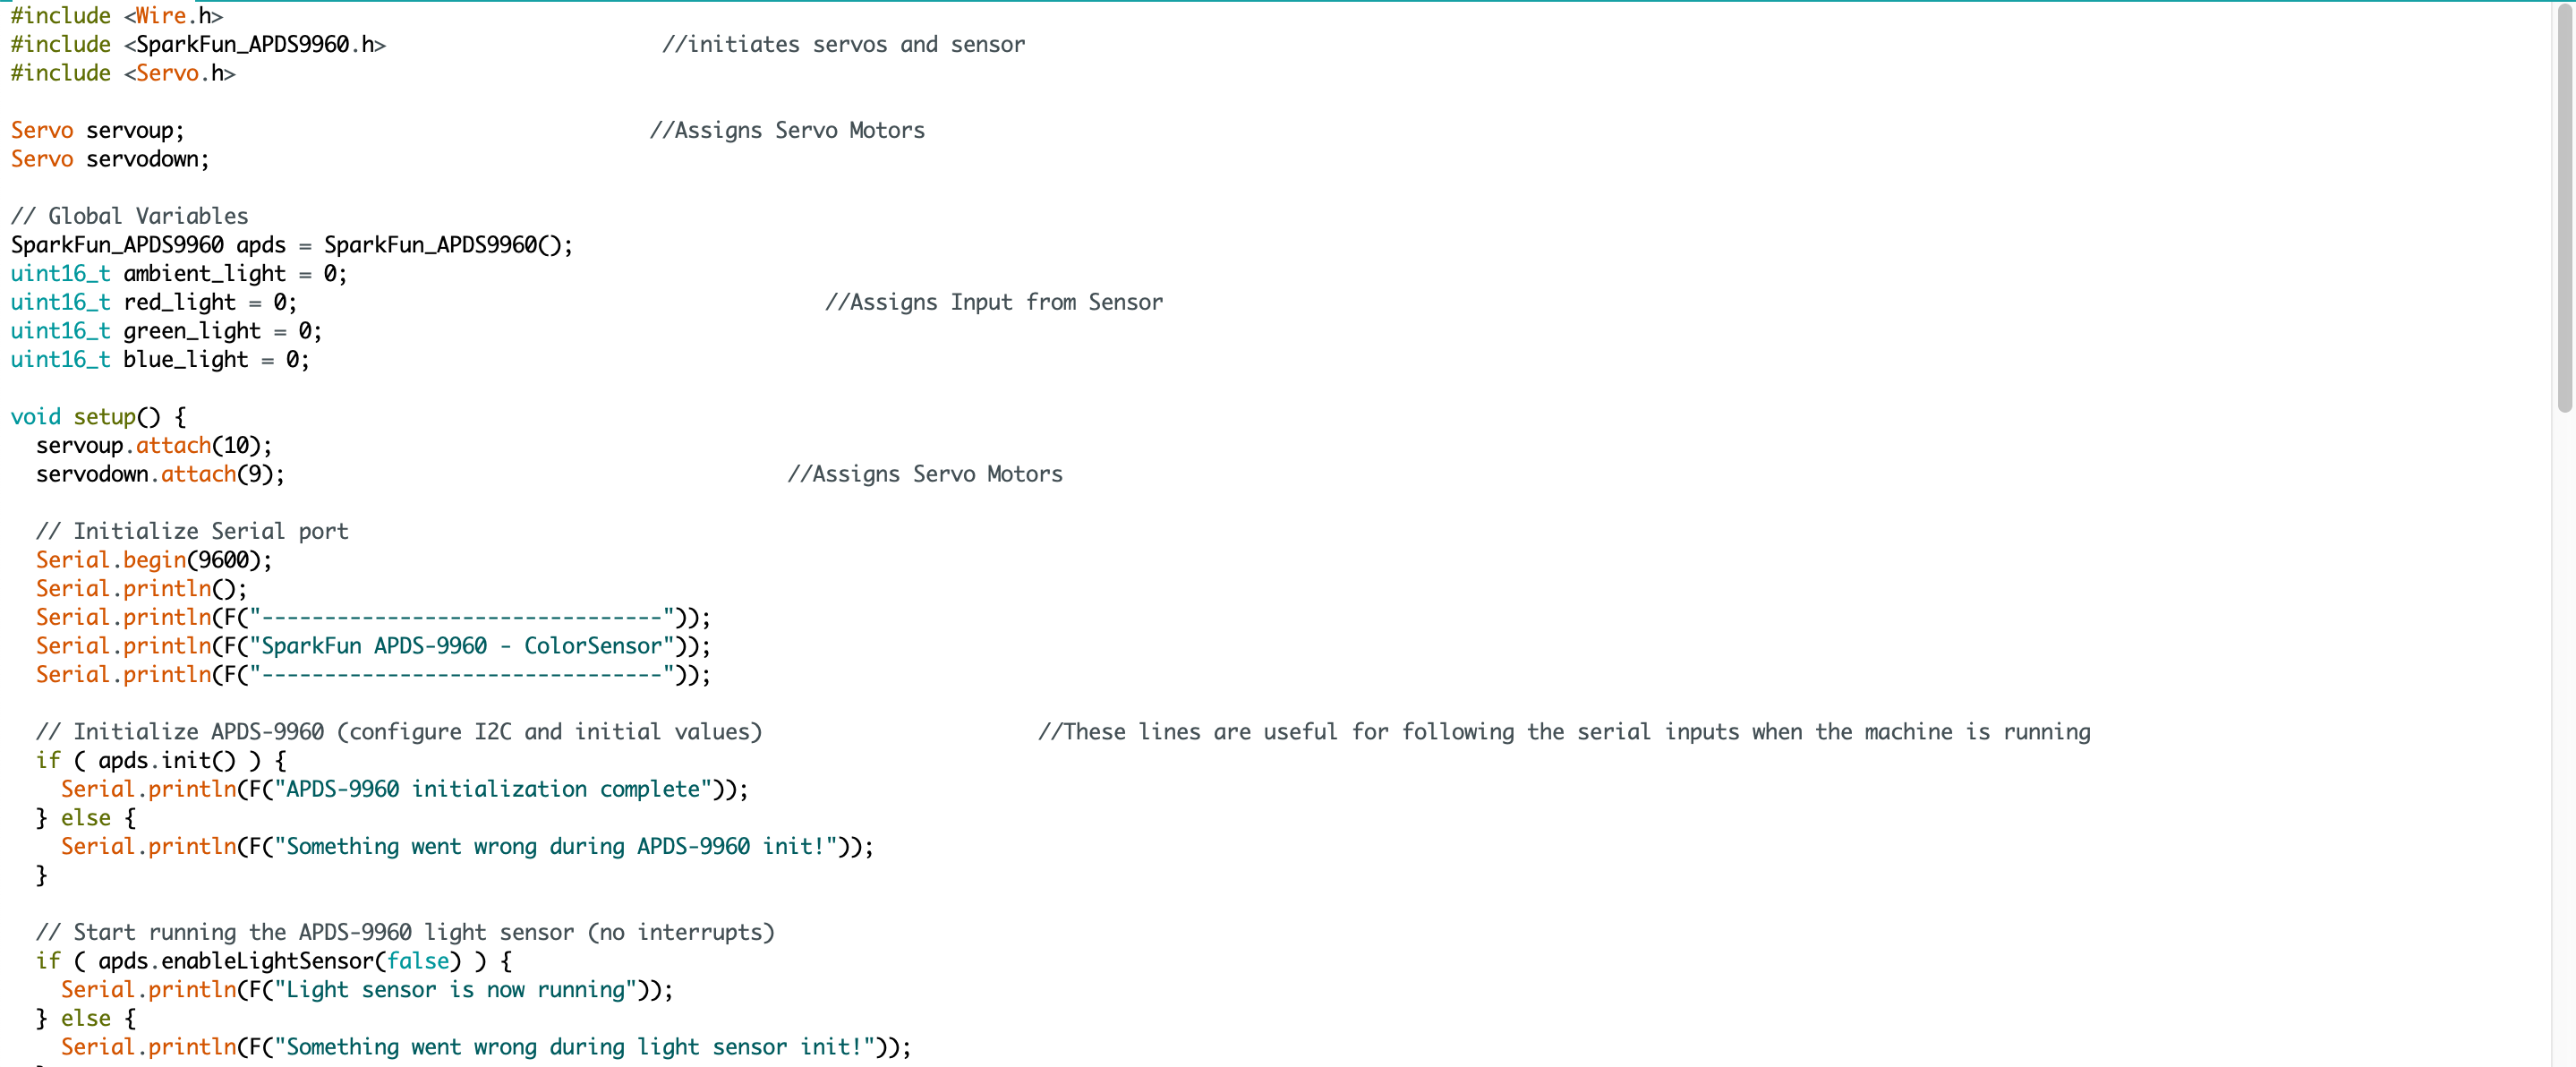 #include <Wire.h>
#include <SparkFun_APDS9960.h>                      //initiates servos and sensor
#include <Servo.h>
Servo servoup;                                     //Assigns Servo Motors
Servo servodown;
// Global Variables
SparkFun_APDS9960 apds = SparkFun_APDS9960();
uint16_t ambient_light = 0;
uint16_t red_light = 0;                                          //Assigns Input from Sensor
uint16_t green_light = 0;
uint16_t blue_light = 0;
void setup() {
  servoup.attach(10);
  servodown.attach(9);                                        //Assigns Servo Motors
  // Initialize Serial port
  Serial.begin(9600);
  Serial.println();
  Serial.println(F("--------------------------------"));
  Serial.println(F("SparkFun APDS-9960 - ColorSensor"));
  Serial.println(F("--------------------------------"));
  // Initialize APDS-9960 (configure I2C and initial values)                      //These lines are useful for following the serial inputs when the machine is running
  if ( apds.init() ) {
    Serial.println(F("APDS-9960 initialization complete"));
  } else {
    Serial.println(F("Something went wrong during APDS-9960 init!"));
  }
  // Start running the APDS-9960 light sensor (no interrupts)
  if ( apds.enableLightSensor(false) ) {
    Serial.println(F("Light sensor is now running"));
  } else {
    Serial.println(F("Something went wrong during light sensor init!"));